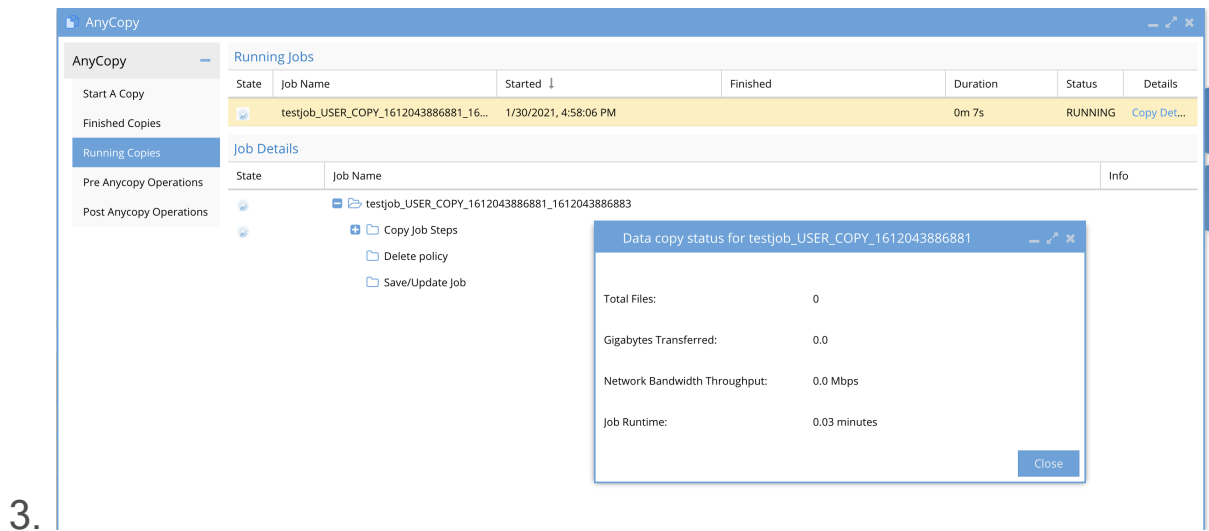 AnyCopy
AnyCopy
Start A Copy
Finished Copies
Running Copies
Pre Anycopy Operations
Post Anycopy Operations
Running Jobs
State Job Name Started ↓ Finished Duration Status Details
testjob_USER_COPY_1612043886881_16... 1/30/2021, 4:58:06 PM 0m 7s RUNNING Copy Det...
Job Details
State Job Name Info
testjob_USER_COPY_1612043886881_1612043886883
Copy Job Steps
Delete policy
Save/Update Job
Data copy status for testjob_USER_COPY_1612043886881
Total Files: 0
Gigabytes Transferred: 0.0
Network Bandwidth Throughput: 0.0 Mbps
Job Runtime: 0.03 minutes
Close
3.